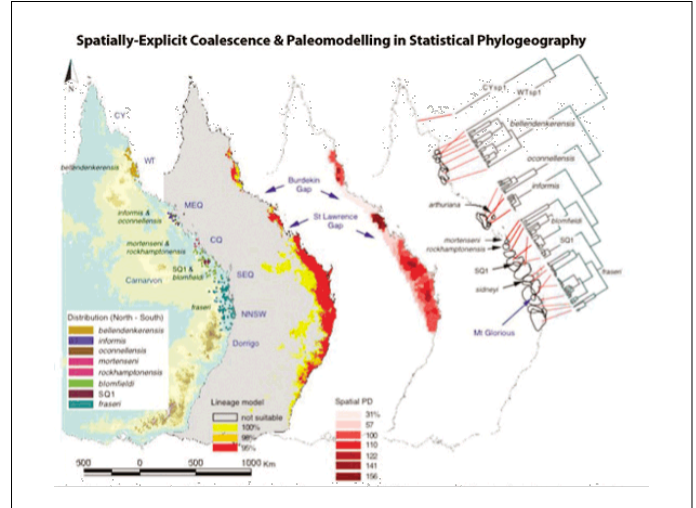 Spatially-Explicit Coalescence & Paleomodelling in Statistical Phylogeography
N
CY
WT
bellendenkerensis
MEQ
informis &
oconnellensis
CQ
mortenseni &
rockhamptonensis
SQ1 &
blomfieldi
Carnarvon
SEQ
fraseri
NNSW
Dorrigo
Distribution (North - South)
bellendenkerensis
informis
oconnellensis
mortenseni
rockhamptonensis
blomfieldi
SQ1
fraseri
500 0 500 1000 Km
Lineage model
not suitable
100%
98%
95%
Burdekin
Gap
St Lawrence
Gap
Spatial PD
31%
57
100
110
122
141
156
CYsp1
WTsp1
bellendenkerensis
oconnellensis
informis
arthuriana
blomfieldi
mortenseni
rockhamptonensis
SQ1
SQ1
fraseri
sidneyi
Mt Glorious